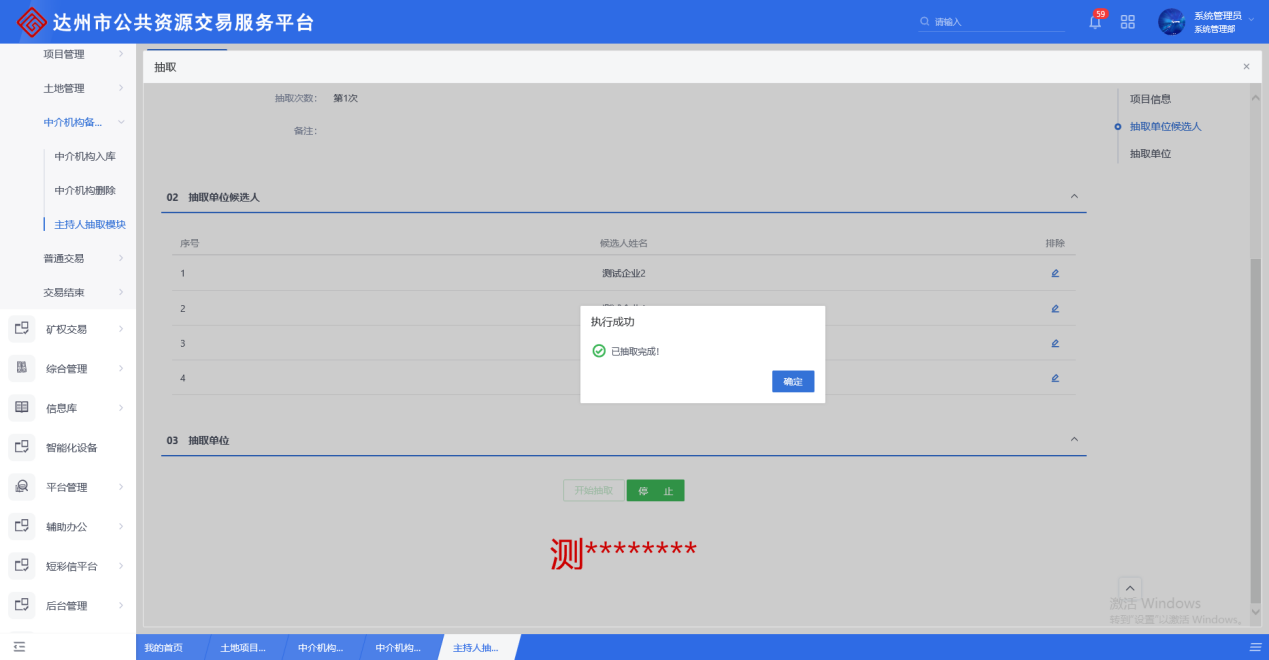 达州市公共资源交易服务平台
请输入
59
系统管理员
系统管理部
项目管理
土地管理
中介机构备...
中介机构入库
中介机构删除
主持人抽取模块
普通交易
交易结束
矿权交易
综合管理
信息库
智能化设备
平台管理
辅助办公
短彩信平台
后台管理
抽取
抽取次数： 第1次
备注：
项目信息
抽取单位候选人
抽取单位
02 抽取单位候选人
序号 候选人姓名 排除
1 测试企业2
2
3
4
执行成功
已抽取完成!
确定
03 抽取单位
开始抽取 停 止
测********
激活 Windows
转到"设置"以激活 Windows。
我的首页 土地项目... 中介机构... 中介机构... 主持人抽...